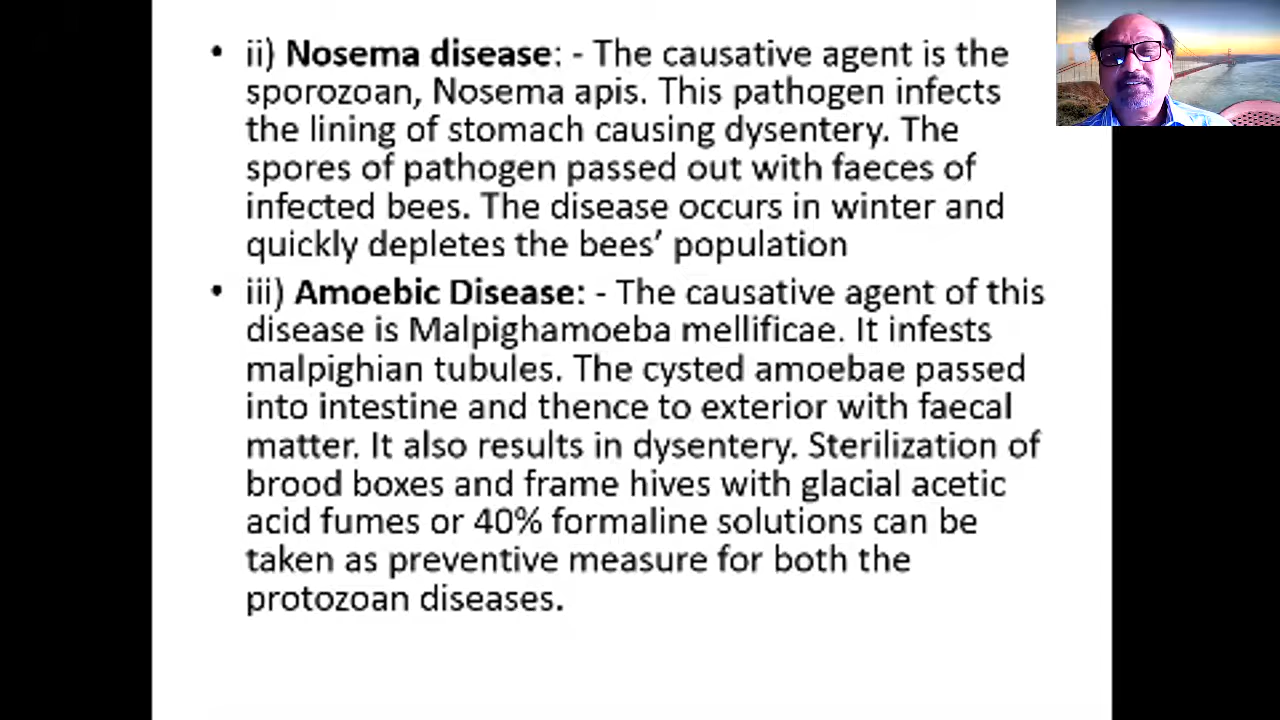 • ii) Nosema disease: - The causative agent is the
sporozoan, Nosema apis. This pathogen infects
the lining of stomach causing dysentery. The
spores of pathogen passed out with faeces of
infected bees. The disease occurs in winter and
quickly depletes the bees’ population
• iii) Amoebic Disease: - The causative agent of this
disease is Malpighamoeba mellificae. It infests
malpighian tubules. The cysted amoebae passed
into intestine and thence to exterior with faecal
matter. It also results in dysentery. Sterilization of
brood boxes and frame hives with glacial acetic
acid fumes or 40% formaline solutions can be
taken as preventive measure for both the
protozoan diseases.